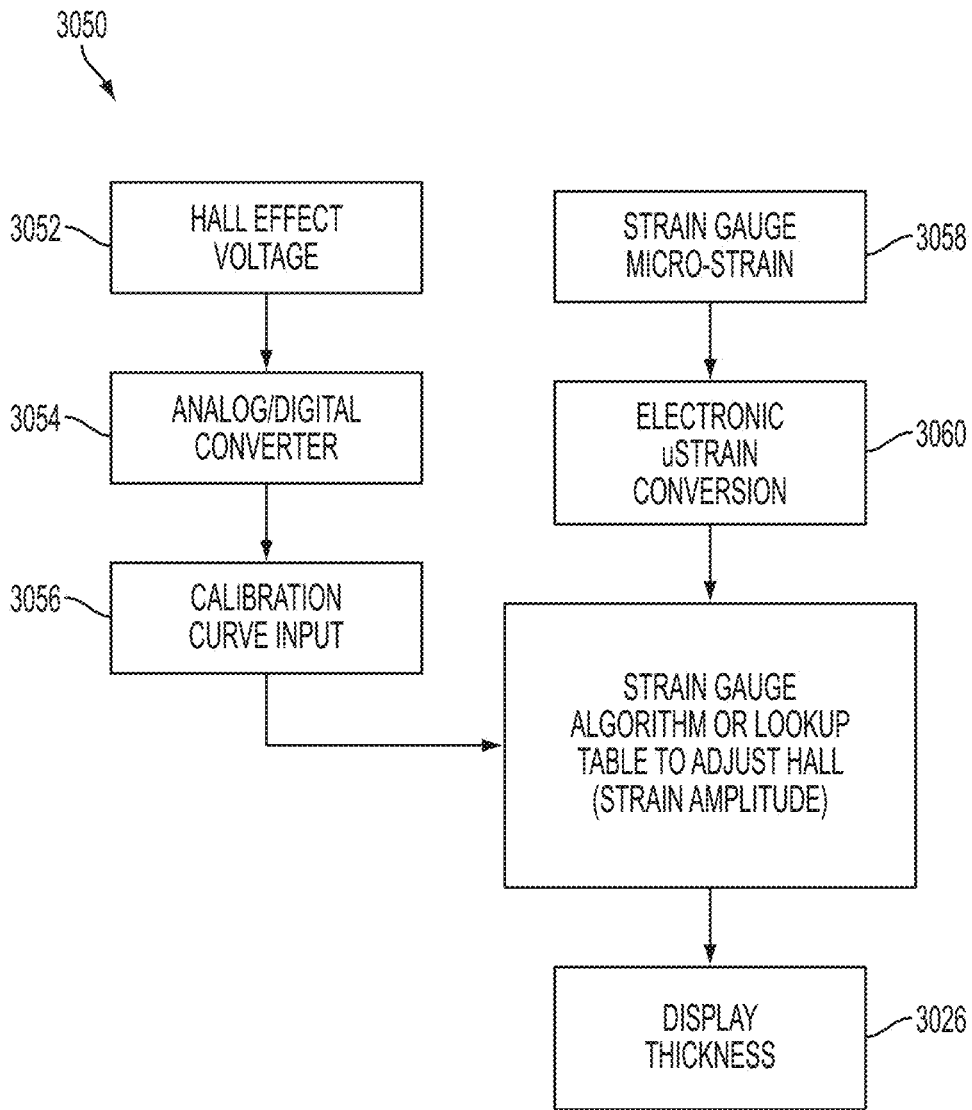 3050
3052
HALL EFFECT
VOLTAGE
3054
ANALOG/DIGITAL
CONVERTER
3056
CALIBRATION
CURVE INPUT
STRAIN GAUGE
MICRO-STRAIN
3058
ELECTRONIC
uSTRAIN
CONVERSION
3060
STRAIN GAUGE
ALGORITHM OR LOOKUP
TABLE TO ADJUST HALL
(STRAIN AMPLITUDE)
DISPLAY
THICKNESS
3026